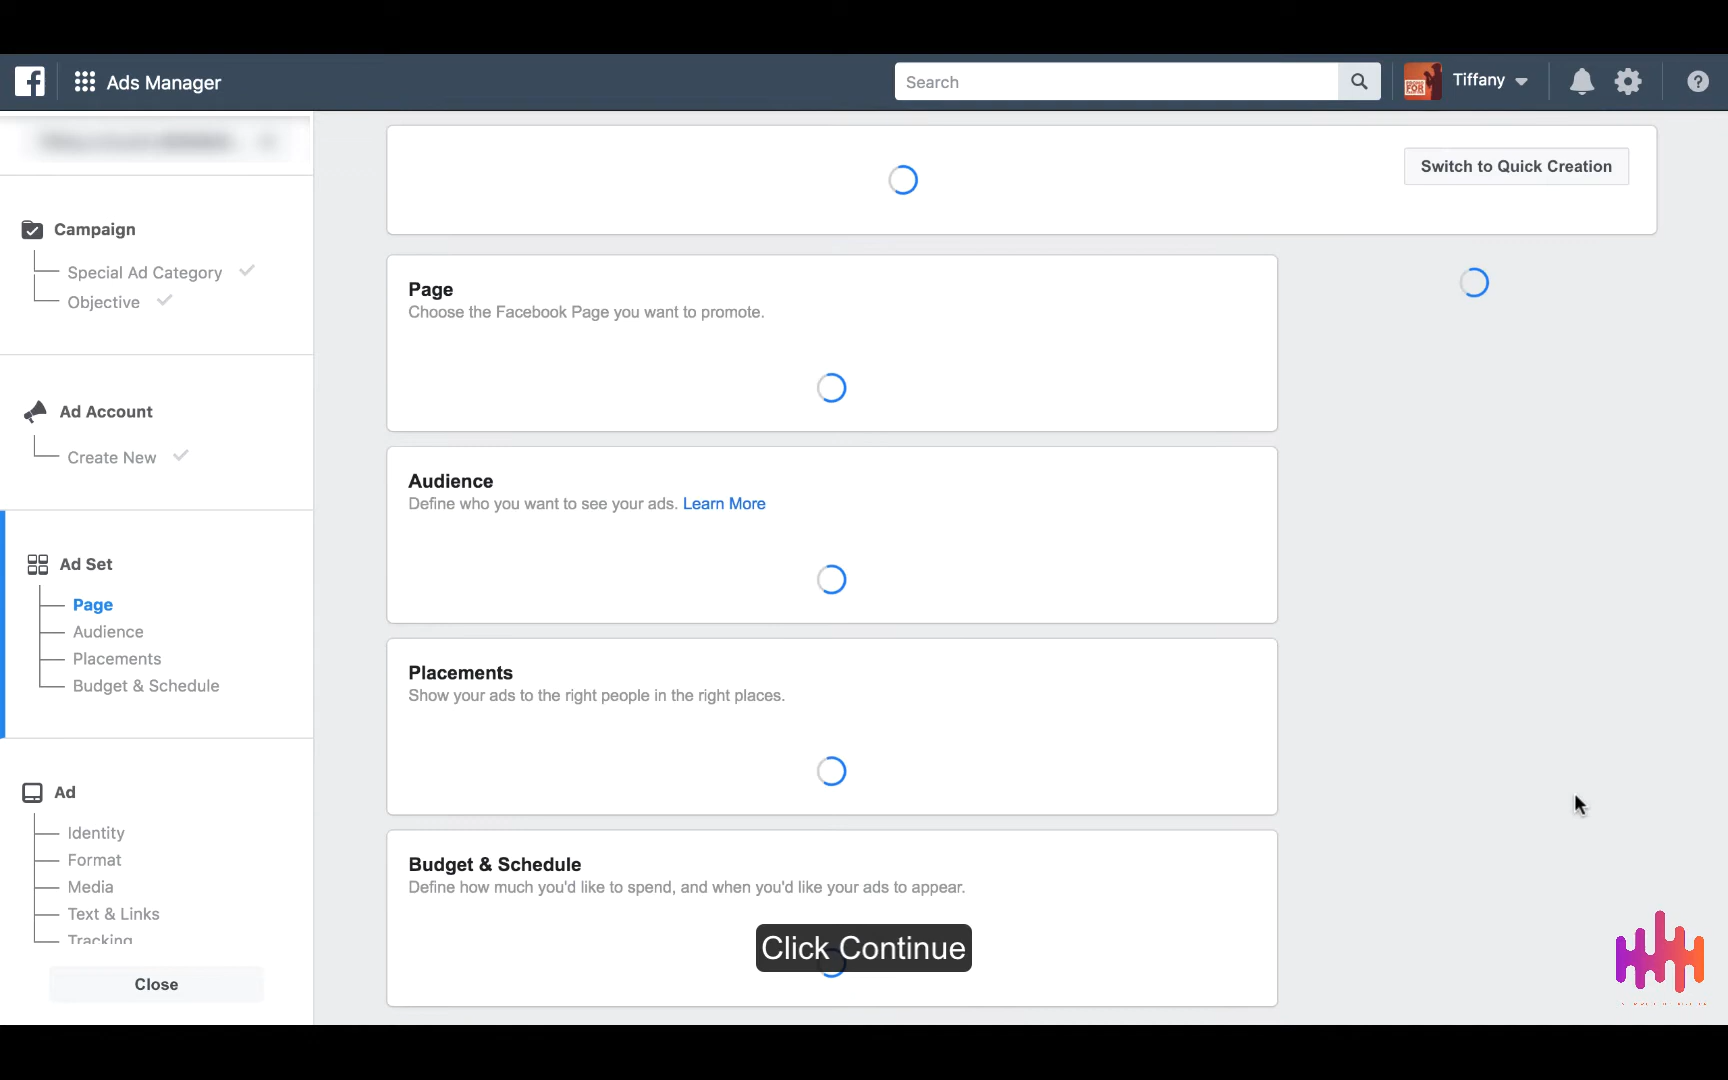 Ads Manager
Search
Tiffany
Switch to Quick Creation
Campaign
Special Ad Category
Objective
Ad Account
Create New
Ad Set
Page
Audience
Placements
Budget & Schedule
Ad
Identity
Format
Media
Text & Links
Tracking
Close
Page
Choose the Facebook Page you want to promote.
Audience
Define who you want to see your ads. Learn More
Placements
Show your ads to the right people in the right places.
Budget & Schedule
Define how much you'd like to spend, and when you'd like your ads to appear.
Click Continue